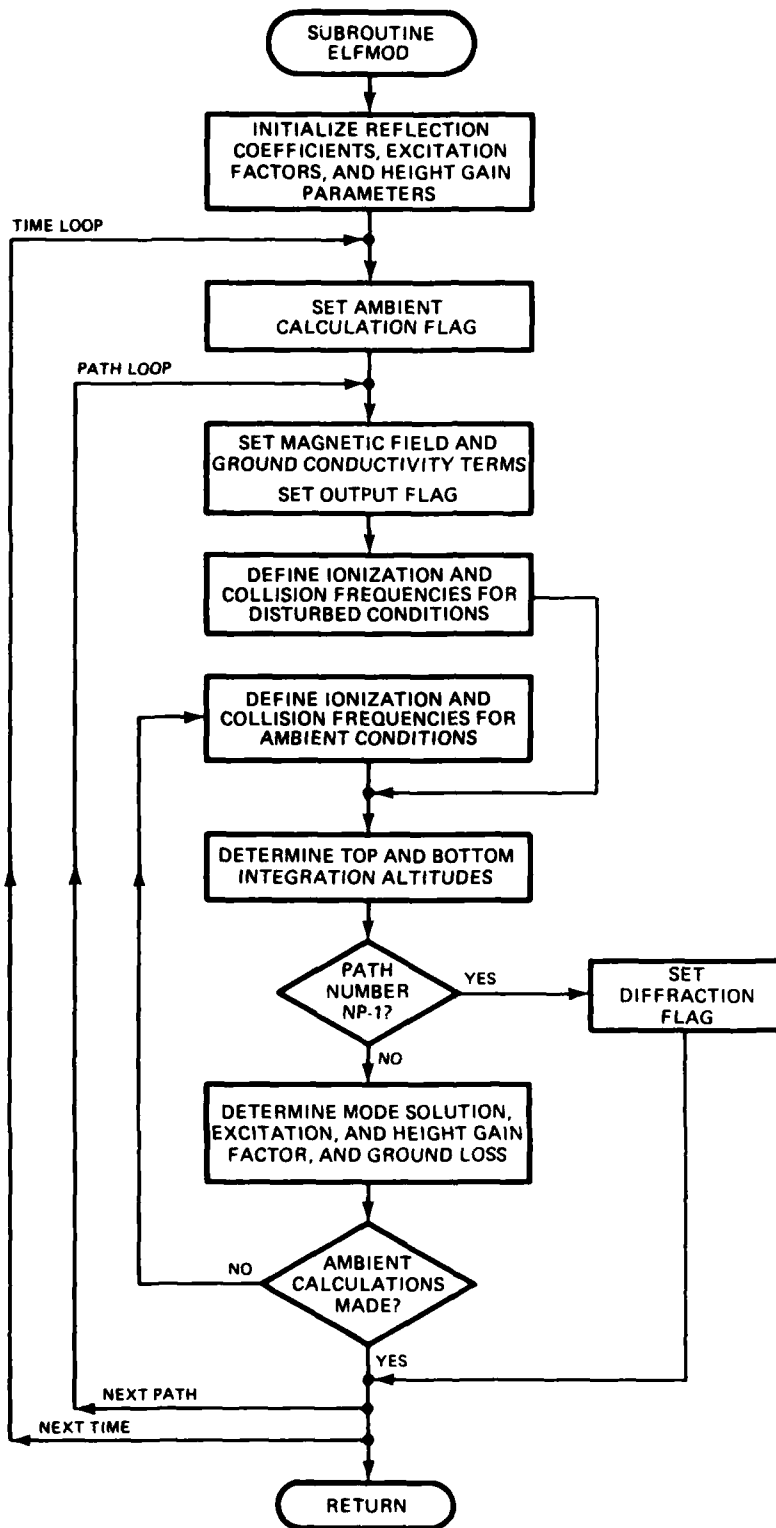 SUBROUTINE
ELFMOD
INITIALIZE REFLECTION
COEFFICIENTS, EXCITATION
FACTORS, AND HEIGHT GAIN
PARAMETERS
TIME LOOP
SET AMBIENT
CALCULATION FLAG
PATH LOOP
SET MAGNETIC FIELD AND
GROUND CONDUCTIVITY TERMS
SET OUTPUT FLAG
DEFINE IONIZATION AND
COLLISION FREQUENCIES FOR
DISTURBED CONDITIONS
DEFINE IONIZATION AND
COLLISION FREQUENCIES FOR
AMBIENT CONDITIONS
DETERMINE TOP AND BOTTOM
INTEGRATION ALTITUDES
PATH
NUMBER
NP-1?
YES
SET
DIFFRACTION
FLAG
NO
DETERMINE MODE SOLUTION,
EXCITATION, AND HEIGHT GAIN
FACTOR, AND GROUND LOSS
NO
AMBIENT
CALCULATIONS
MADE?
YES
NEXT PATH
NEXT TIME
RETURN